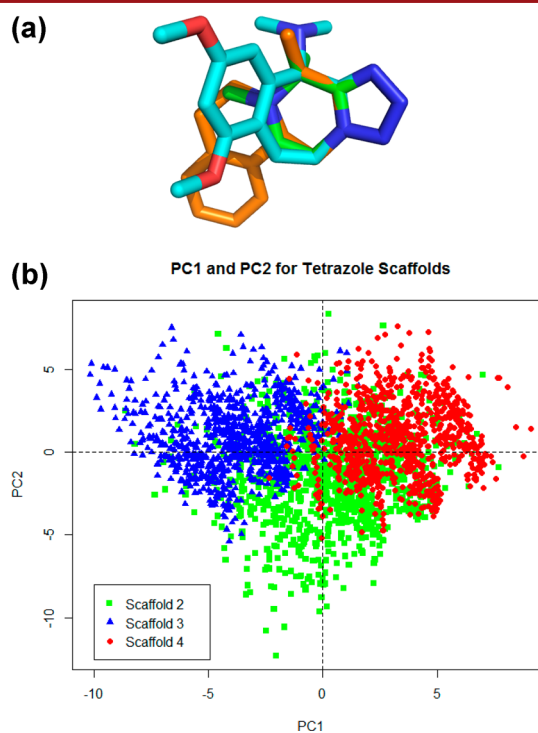 (a)
(b)
PC1 and PC2 for Tetrazole Scaffolds
5
0
-5
-10
PC2
Scaffold 2
Scaffold 3
Scaffold 4
-10 -5 0 5
PC1